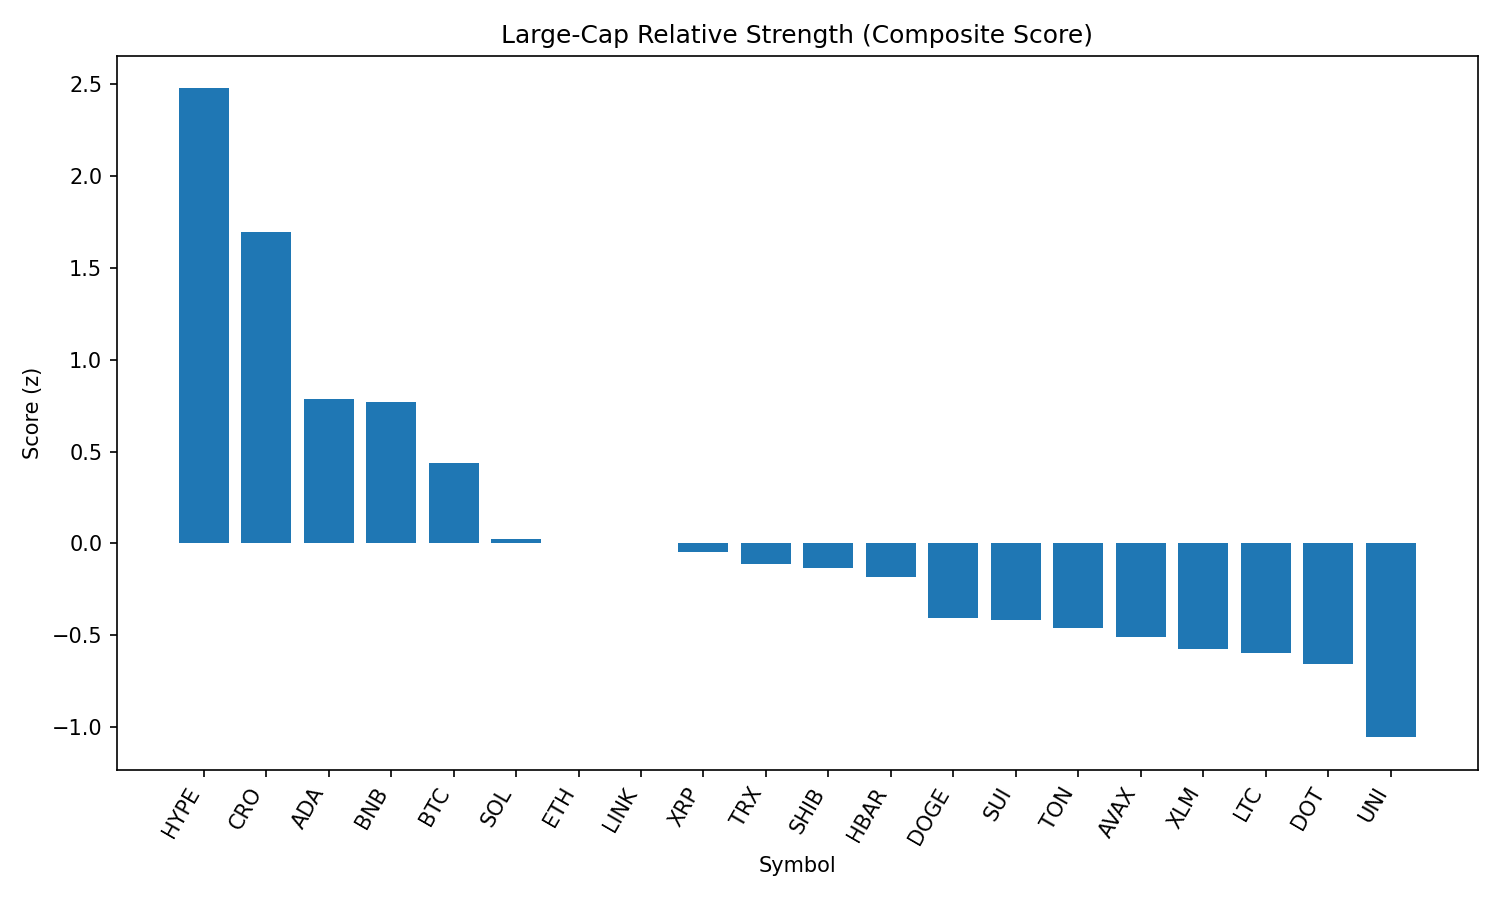 Large-Cap Relative Strength (Composite Score)
2.5
2.0
1.5
1.0
0.5
0.0
−0.5
−1.0
Score (z)
HYPE
CRO
ADA
BNB
BTC
SOL
ETH
LINK
XRP
TRX
SHIB
HBAR
DOGE
SUI
TON
AVAX
XLM
LTC
DOT
UNI
Symbol